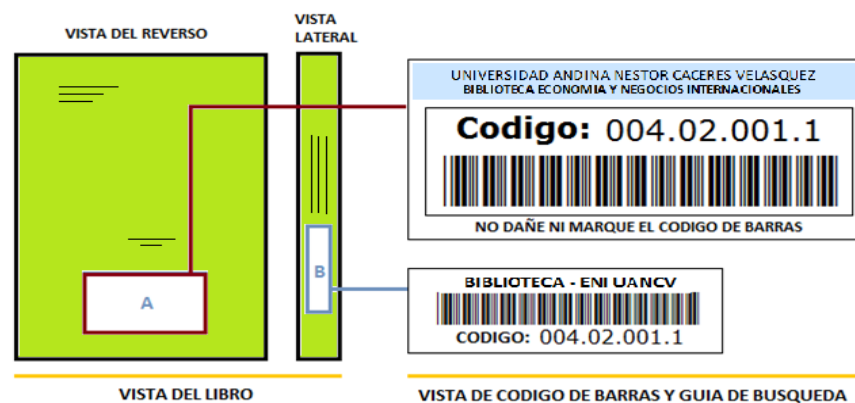 VISTA DEL REVERSO
VISTA
LATERAL
A
B
UNIVERSIDAD ANDINA NESTOR CACERES VELASQUEZ
BIBLIOTECA ECONOMIA Y NEGOCIOS INTERNACIONALES
Codigo: 004.02.001.1
NO DAÑE NI MARQUE EL CODIGO DE BARRAS
BIBLIOTECA - ENI UANCV
CODIGO: 004.02.001.1
VISTA DEL LIBRO
VISTA DE CODIGO DE BARRAS Y GUIA DE BUSQUEDA